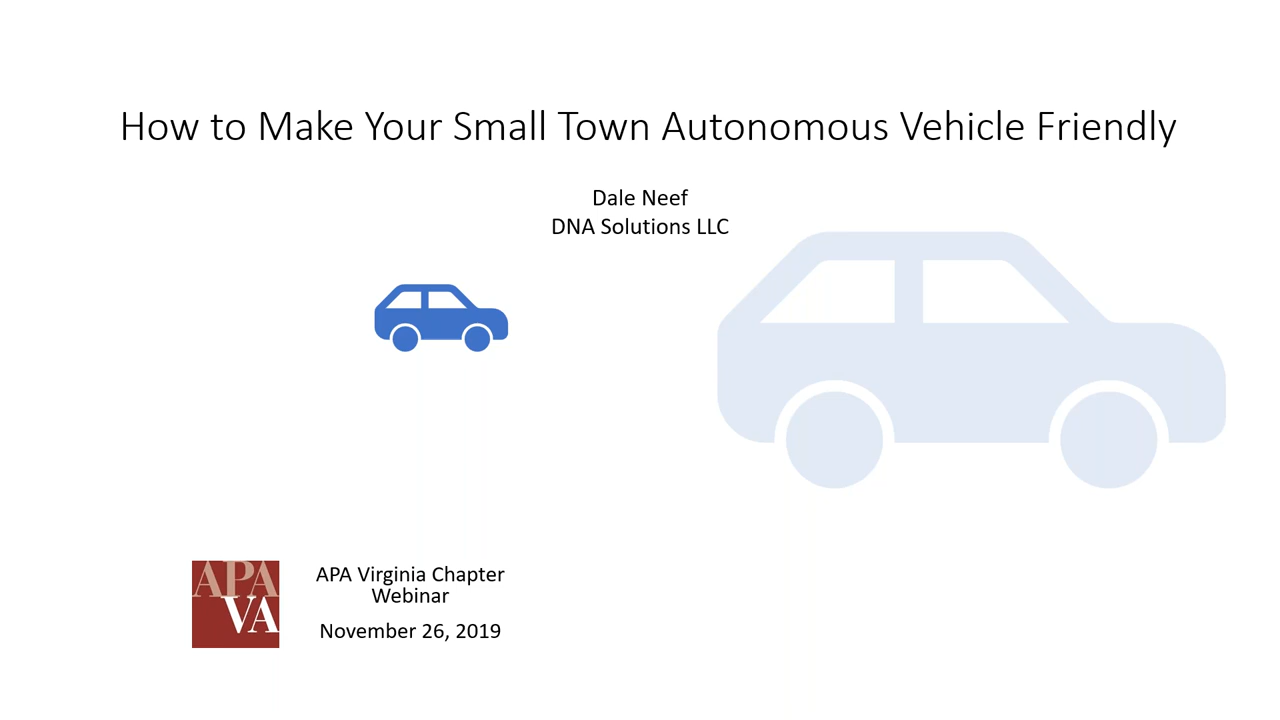 How to Make Your Small Town Autonomous Vehicle Friendly
Dale Neef
DNA Solutions LLC
APA
VA
APA Virginia Chapter
Webinar
November 26, 2019